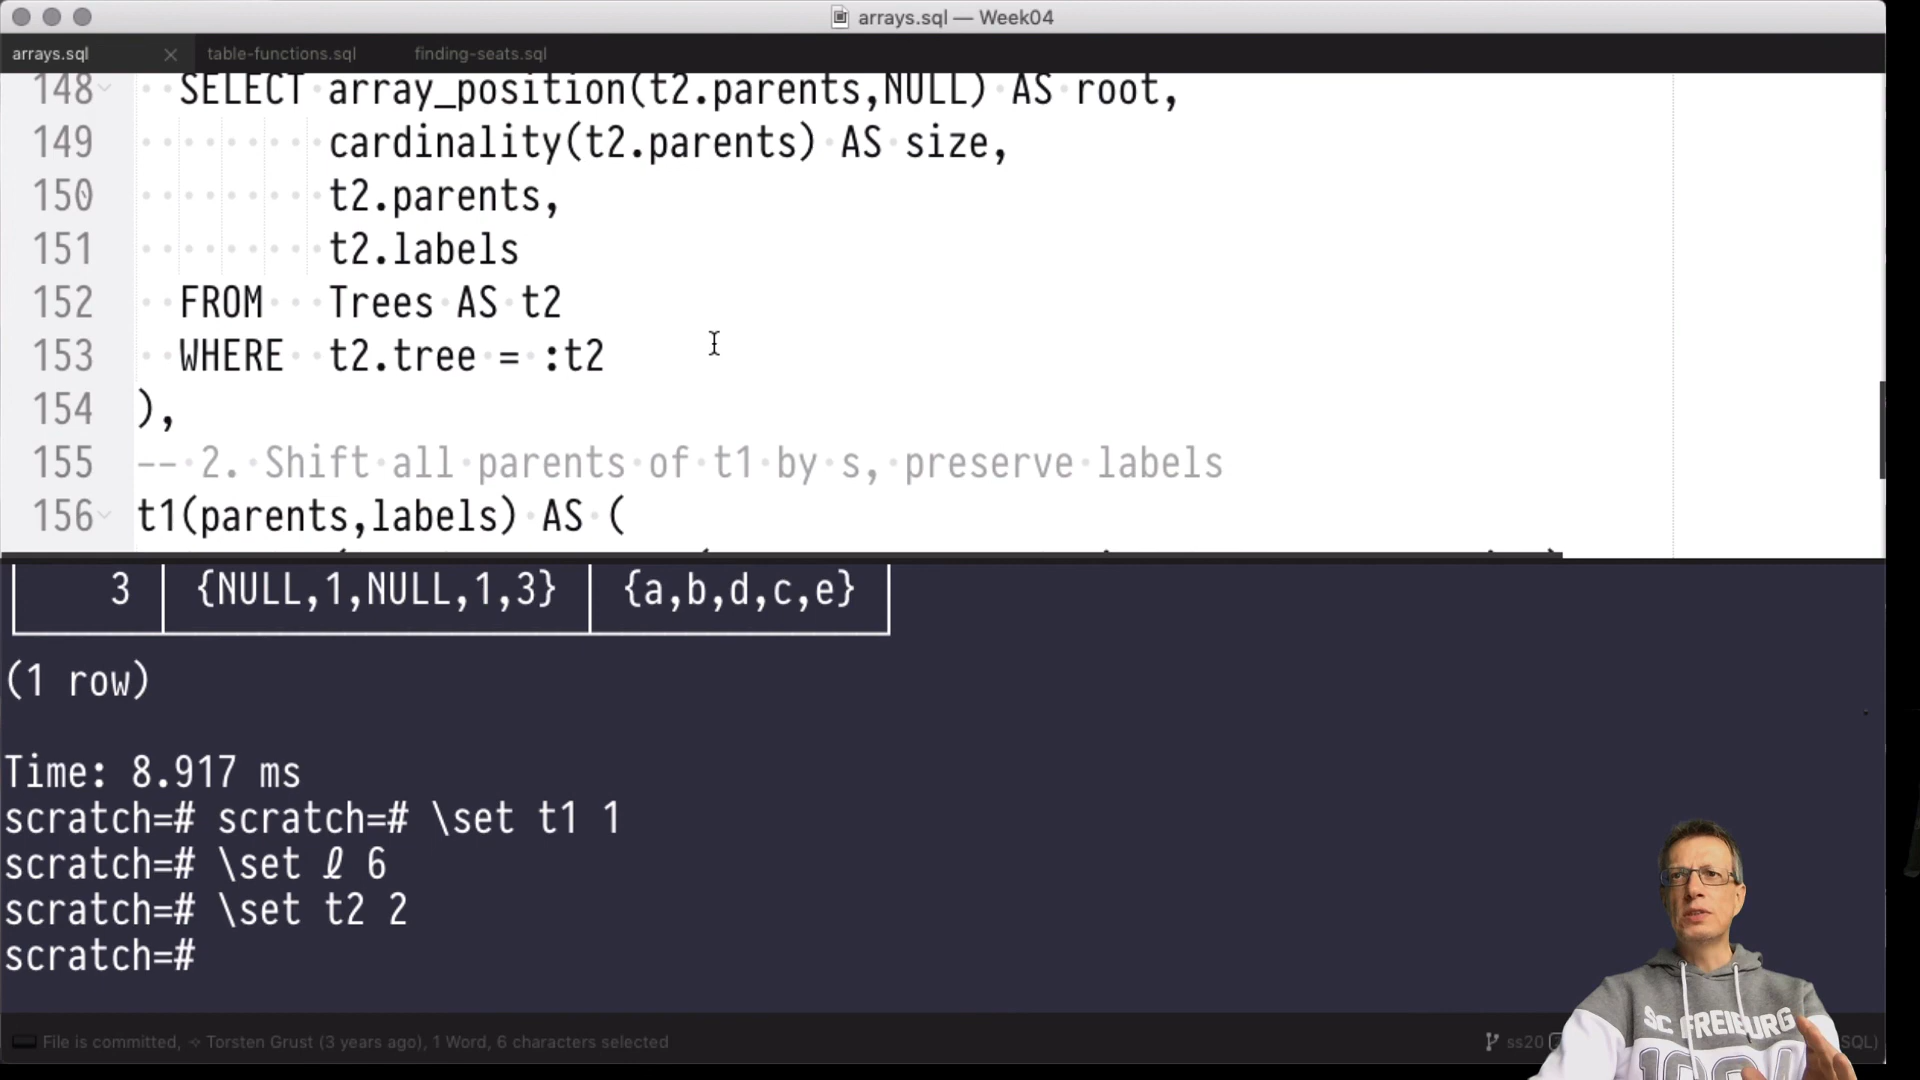 arrays.sql — Week04
arrays.sql table-functions.sql finding-seats.sql
148 SELECT array_position(t2.parents,NULL) AS root,
149 cardinality(t2.parents) AS size,
150 t2.parents,
151 t2.labels
152 FROM Trees AS t2
153 WHERE t2.tree = :t2
154 ),
155 -- 2. Shift all parents of t1 by s, preserve labels
156 t1(parents,labels) AS (
3 {NULL,1,NULL,1,3} {a,b,d,c,e}
(1 row)
Time: 8.917 ms
scratch=# scratch=# \set t1 1
scratch=# \set ℓ 6
scratch=# \set t2 2
scratch=#
File is committed, Torsten Grust (3 years ago), 1 Word, 6 characters selected
ss20
SQL)
SC FREIBURG